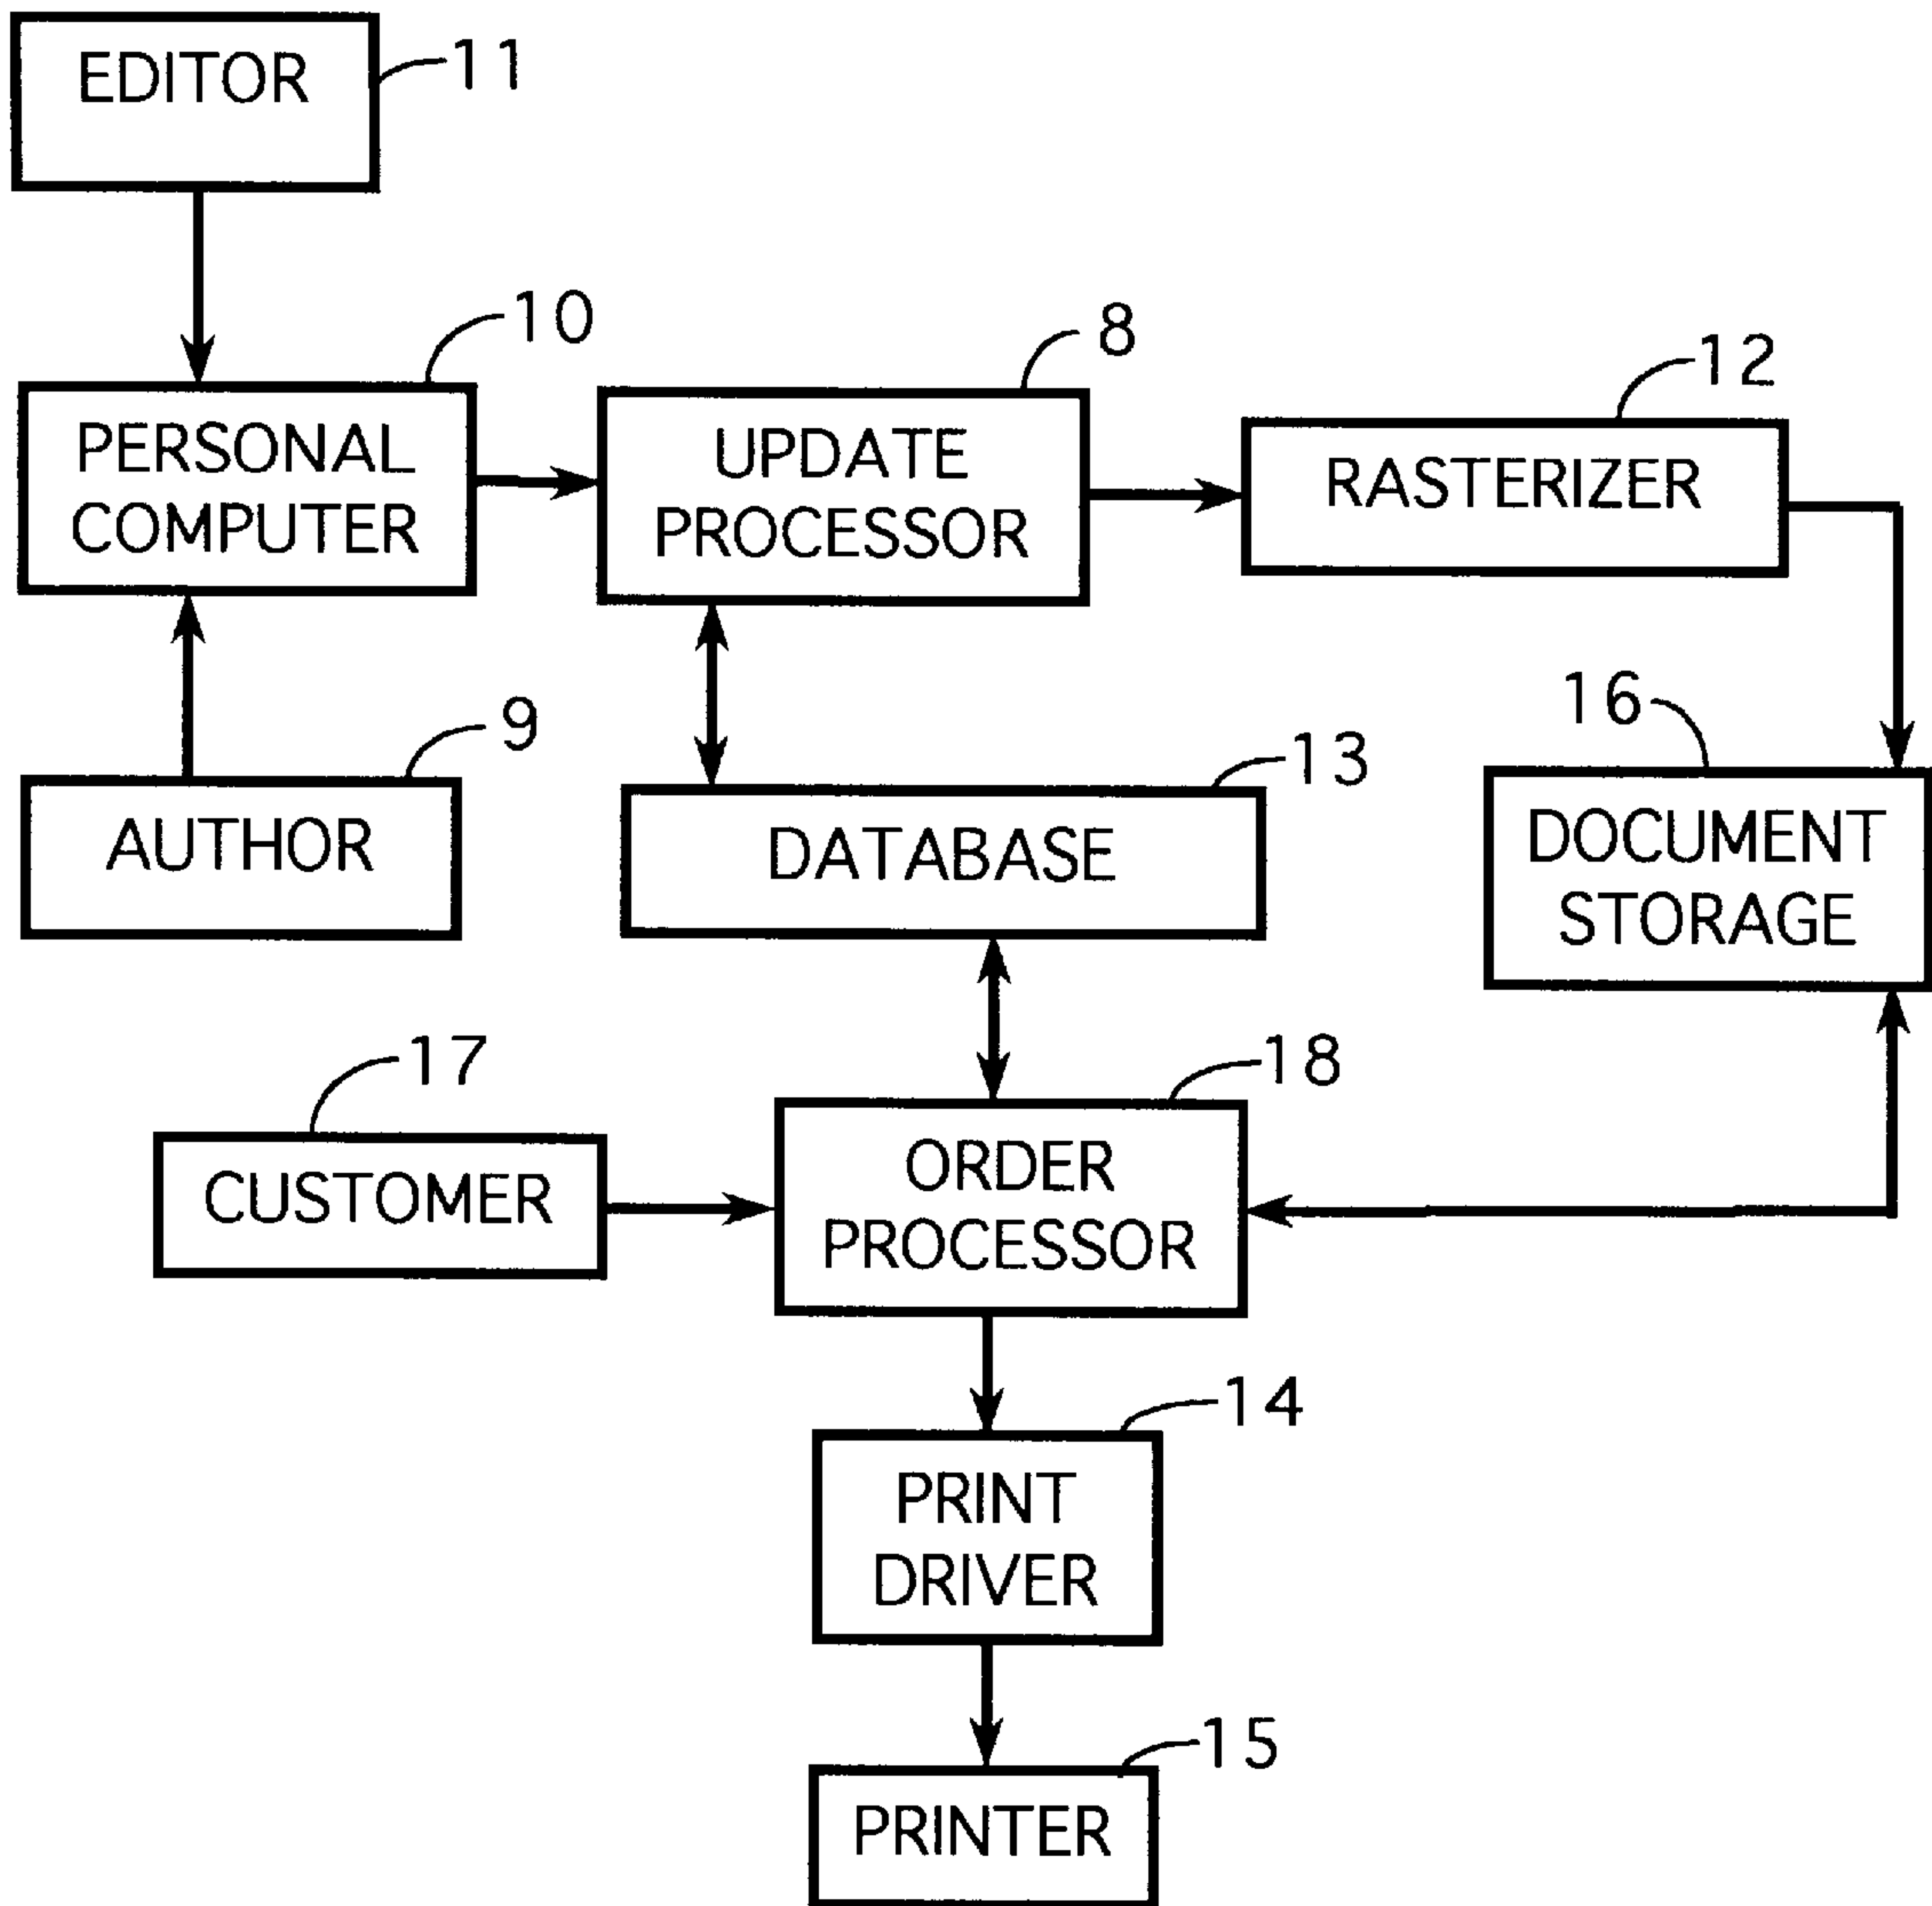 EDITOR
11
10
8
12
PERSONAL
COMPUTER
UPDATE
PROCESSOR
RASTERIZER
9
13
16
AUTHOR
DATABASE
DOCUMENT
STORAGE
17
18
CUSTOMER
ORDER
PROCESSOR
14
PRINT
DRIVER
15
PRINTER